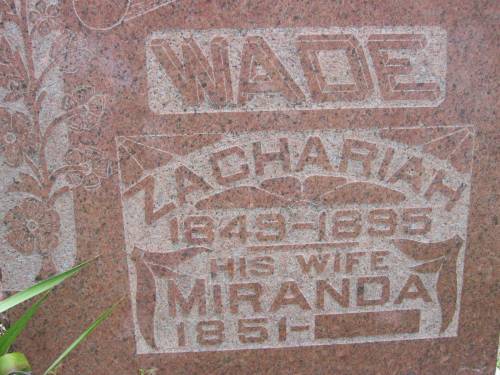 WADE
ZACHARIAH
1849-1895
HIS WIFE
MIRANDA
1851-